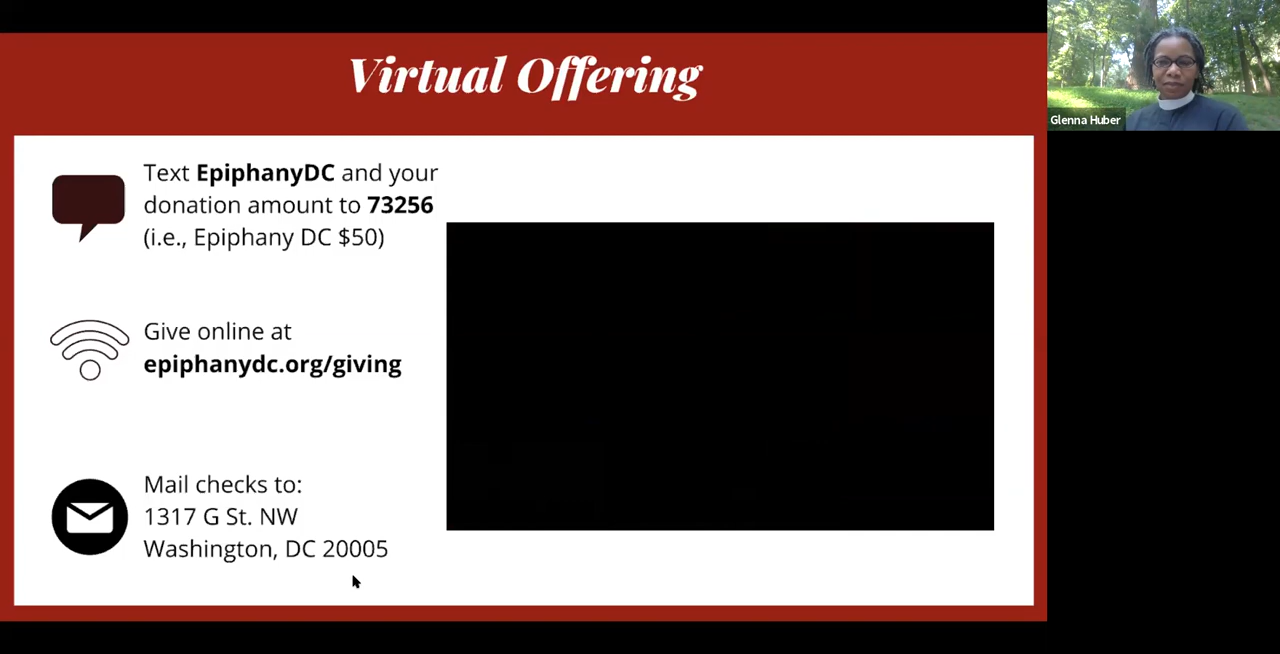 Virtual Offering
Glenna Huber
Text EpiphanyDC and your
donation amount to 73256
(i.e., Epiphany DC $50)
Give online at
epiphanydc.org/giving
Mail checks to:
1317 G St. NW
Washington, DC 20005